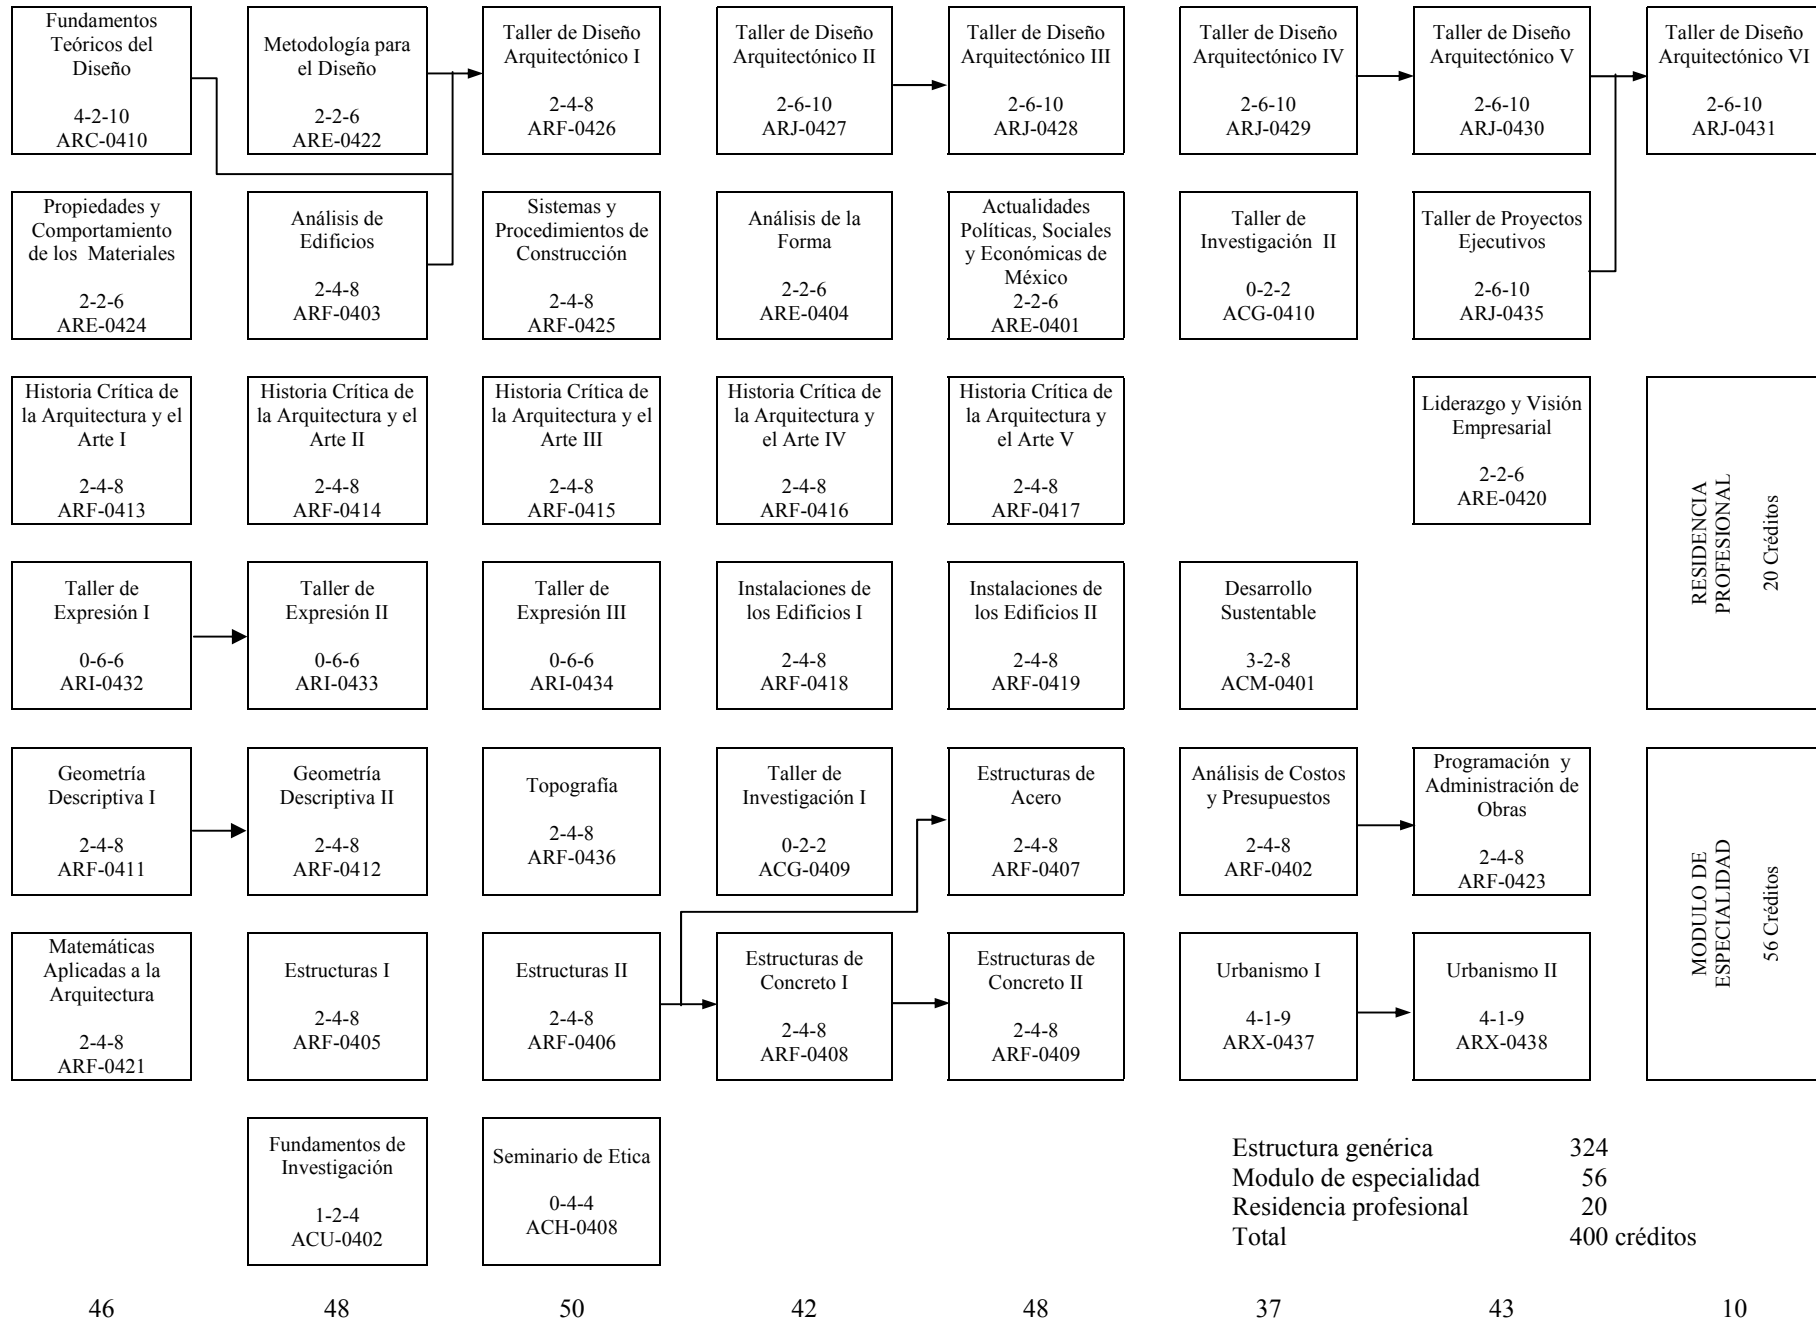 Fundamentos
Teóricos del
Diseño
4-2-10
ARC-0410
Metodología para
el Diseño
2-2-6
ARE-0422
Taller de Diseño
Arquitectónico I
2-4-8
ARF-0426
Taller de Diseño
Arquitectónico II
2-6-10
ARJ-0427
Taller de Diseño
Arquitectónico III
2-6-10
ARJ-0428
Taller de Diseño
Arquitectónico IV
2-6-10
ARJ-0429
Taller de Diseño
Arquitectónico V
2-6-10
ARJ-0430
Taller de Diseño
Arquitectónico VI
2-6-10
ARJ-0431
Propiedades y
Comportamiento
de los Materiales
2-2-6
ARE-0424
Análisis de
Edificios
2-4-8
ARF-0403
Sistemas y
Procedimientos de
Construcción
2-4-8
ARF-0425
Análisis de la
Forma
2-2-6
ARE-0404
Actualidades
Políticas, Sociales
y Económicas de
México
2-2-6
ARE-0401
Taller de
Investigación II
0-2-2
ACG-0410
Taller de Proyectos
Ejecutivos
2-6-10
ARJ-0435
Historia Crítica de
la Arquitectura y el
Arte I
2-4-8
ARF-0413
Historia Crítica de
la Arquitectura y el
Arte II
2-4-8
ARF-0414
Historia Crítica de
la Arquitectura y el
Arte III
2-4-8
ARF-0415
Historia Crítica de
la Arquitectura y
el Arte IV
2-4-8
ARF-0416
Historia Crítica de
la Arquitectura y
el Arte V
2-4-8
ARF-0417
Liderazgo y Visión
Empresarial
2-2-6
ARE-0420
RESIDENCIA
PROFESIONAL
20 Créditos
Taller de
Expresión I
0-6-6
ARI-0432
Taller de
Expresión II
0-6-6
ARI-0433
Taller de
Expresión III
0-6-6
ARI-0434
Instalaciones de
los Edificios I
2-4-8
ARF-0418
Instalaciones de
los Edificios II
2-4-8
ARF-0419
Desarrollo
Sustentable
3-2-8
ACM-0401
Geometría
Descriptiva I
2-4-8
ARF-0411
Geometría
Descriptiva II
2-4-8
ARF-0412
Topografía
2-4-8
ARF-0436
Taller de
Investigación I
0-2-2
ACG-0409
Estructuras de
Acero
2-4-8
ARF-0407
Análisis de Costos
y Presupuestos
2-4-8
ARF-0402
Programación y
Administración de
Obras
2-4-8
ARF-0423
MODULO DE
ESPECIALIDAD
56 Créditos
Matemáticas
Aplicadas a la
Arquitectura
2-4-8
ARF-0421
Estructuras I
2-4-8
ARF-0405
Estructuras II
2-4-8
ARF-0406
Estructuras de
Concreto I
2-4-8
ARF-0408
Estructuras de
Concreto II
2-4-8
ARF-0409
Urbanismo I
4-1-9
ARX-0437
Urbanismo II
4-1-9
ARX-0438
Fundamentos de
Investigación
1-2-4
ACU-0402
Seminario de Etica
0-4-4
ACH-0408
Estructura genérica 324
Modulo de especialidad 56
Residencia profesional 20
Total 400 créditos
46 48 50 42 48 37 43 10